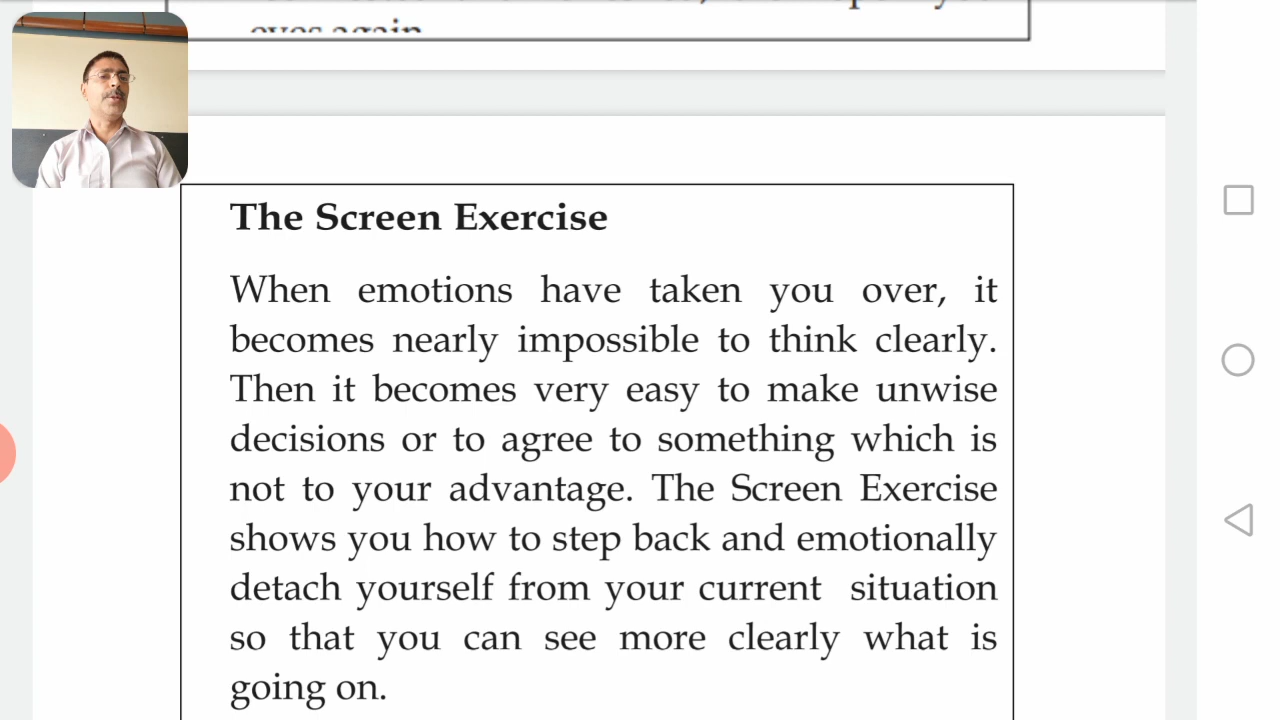 eyes again
The Screen Exercise
When emotions have taken you over, it
becomes nearly impossible to think clearly.
Then it becomes very easy to make unwise
decisions or to agree to something which is
not to your advantage. The Screen Exercise
shows you how to step back and emotionally
detach yourself from your current situation
so that you can see more clearly what is
going on.